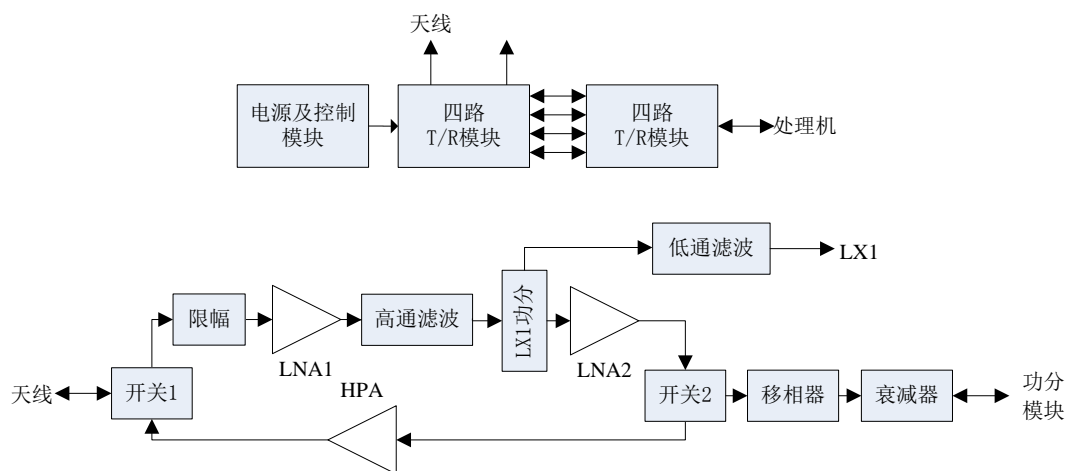 天线
电源及控制
模块
四路
T/R模块
四路
T/R模块
处理机
低通滤波
LX1
限幅
高通滤波
LX1功分
LNA1
LNA2
天线
开关1
HPA
开关2
移相器
衰减器
功分
模块